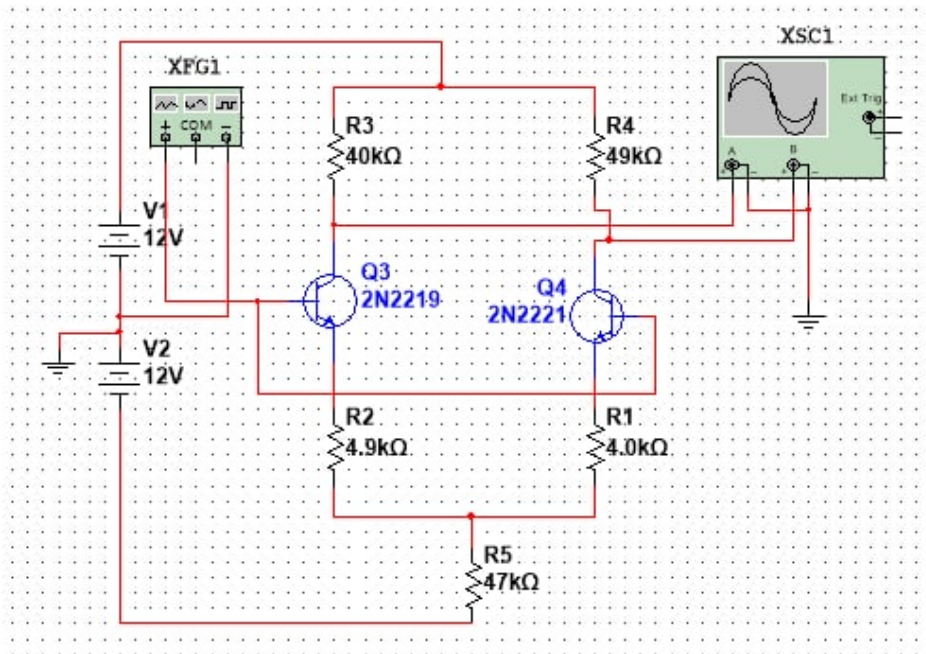 XSC1
XFG1
Ext Trig
+
-
+ COM -
A
B
+ - + -
R3
40kΩ
R4
49kΩ
V1
12V
Q3
2N2219
Q4
2N2221
V2
12V
R2
4.9kΩ
R1
4.0kΩ
R5
47kΩ